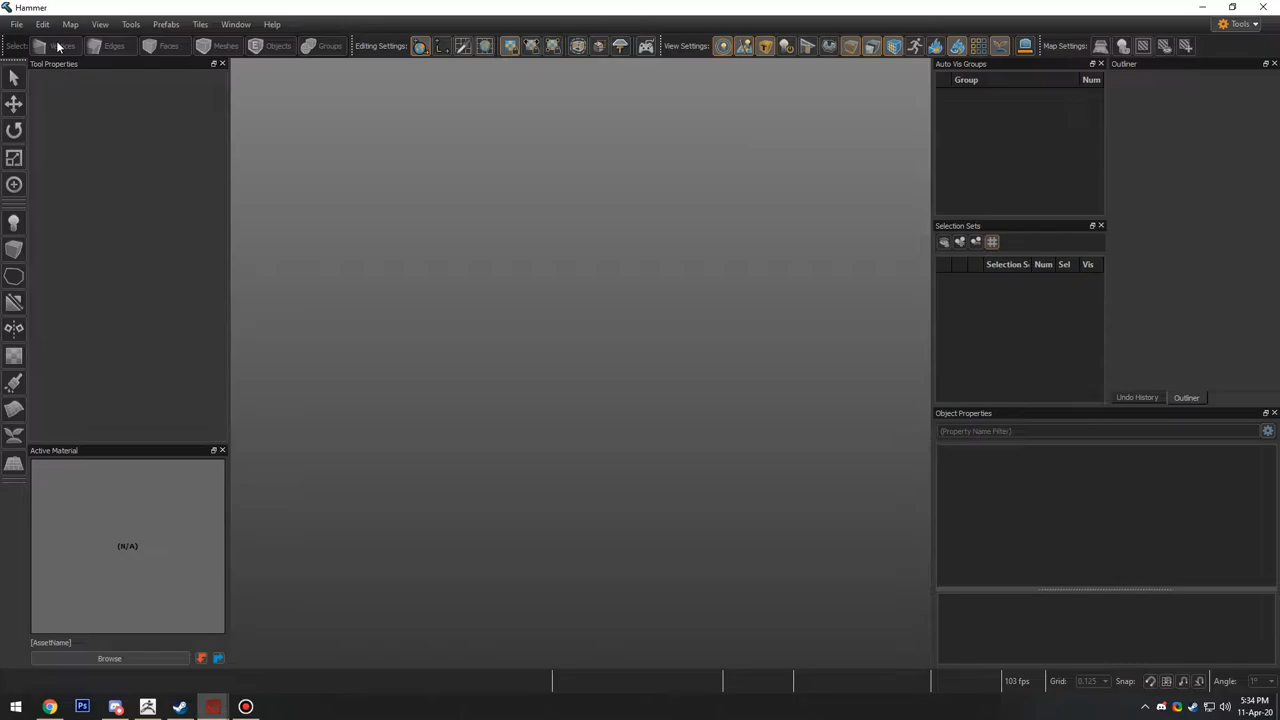 Hammer
File Edit Map View Tools Prefabs Tiles Window Help
Tools
Select: Vertices Edges Faces Meshes Objects Groups Editing Settings: View Settings: Map Settings:
Tool Properties
Auto Vis Groups
Outliner
Group Num
Selection Sets
Selection S Num Sel Vis
Undo History Outliner
Object Properties
(Property Name Filter)
Active Material
(N/A)
[AssetName]
Browse
103 fps Grid: 0.125 Snap: Angle: 1°
5:34 PM
11-Apr-20